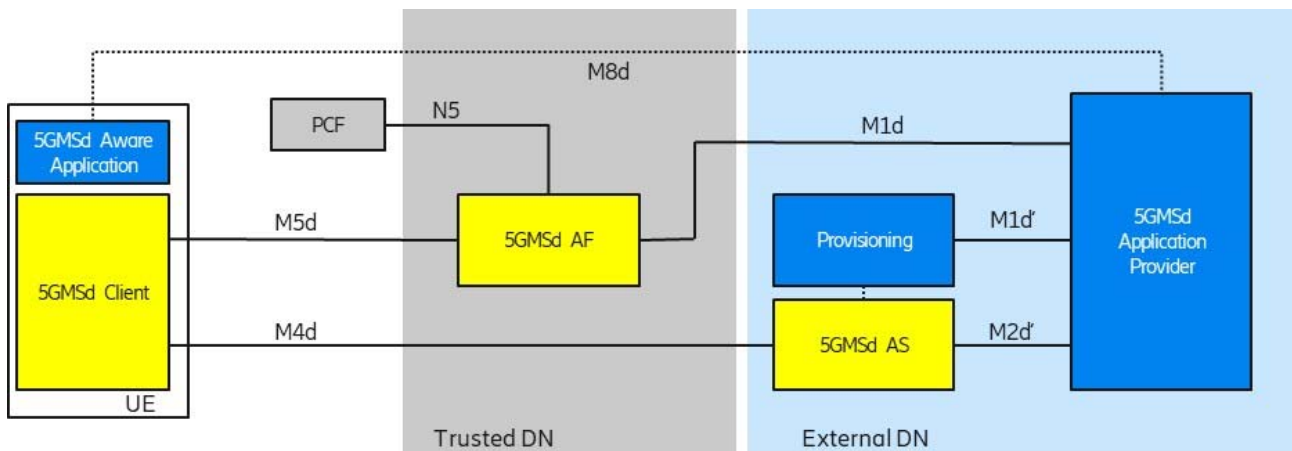 M8d
PCF
N5
M1d
5GMSd Aware
Application
5GMSd Client
UE
M5d
5GMSd AF
Provisioning
M1d'
5GMSd
Application
Provider
M4d
5GMSd AS
M2d'
Trusted DN
External DN